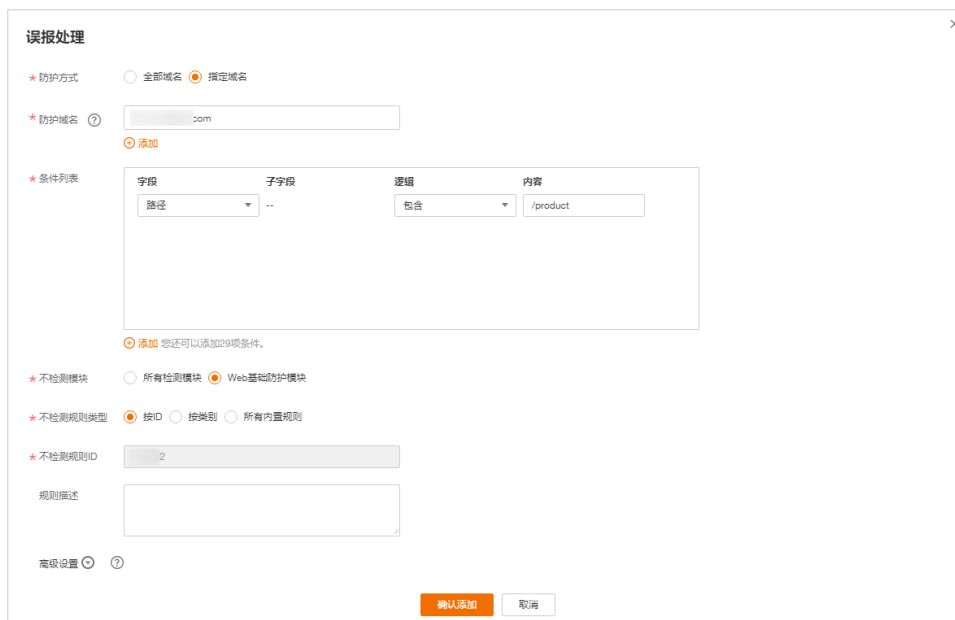 误报处理
* 防护方式 全部域名 指定域名
* 防护域名 ? com
添加
* 条件列表 字段 子字段 逻辑 内容
路径 -- 包含 /product
添加 您还可以添加29项条件。
* 不检测模块 所有检测模块 Web基础防护模块
* 不检测规则类型 按ID 按类别 所有内置规则
* 不检测规则ID 2
规则描述
高级设置 ?
确认添加 取消